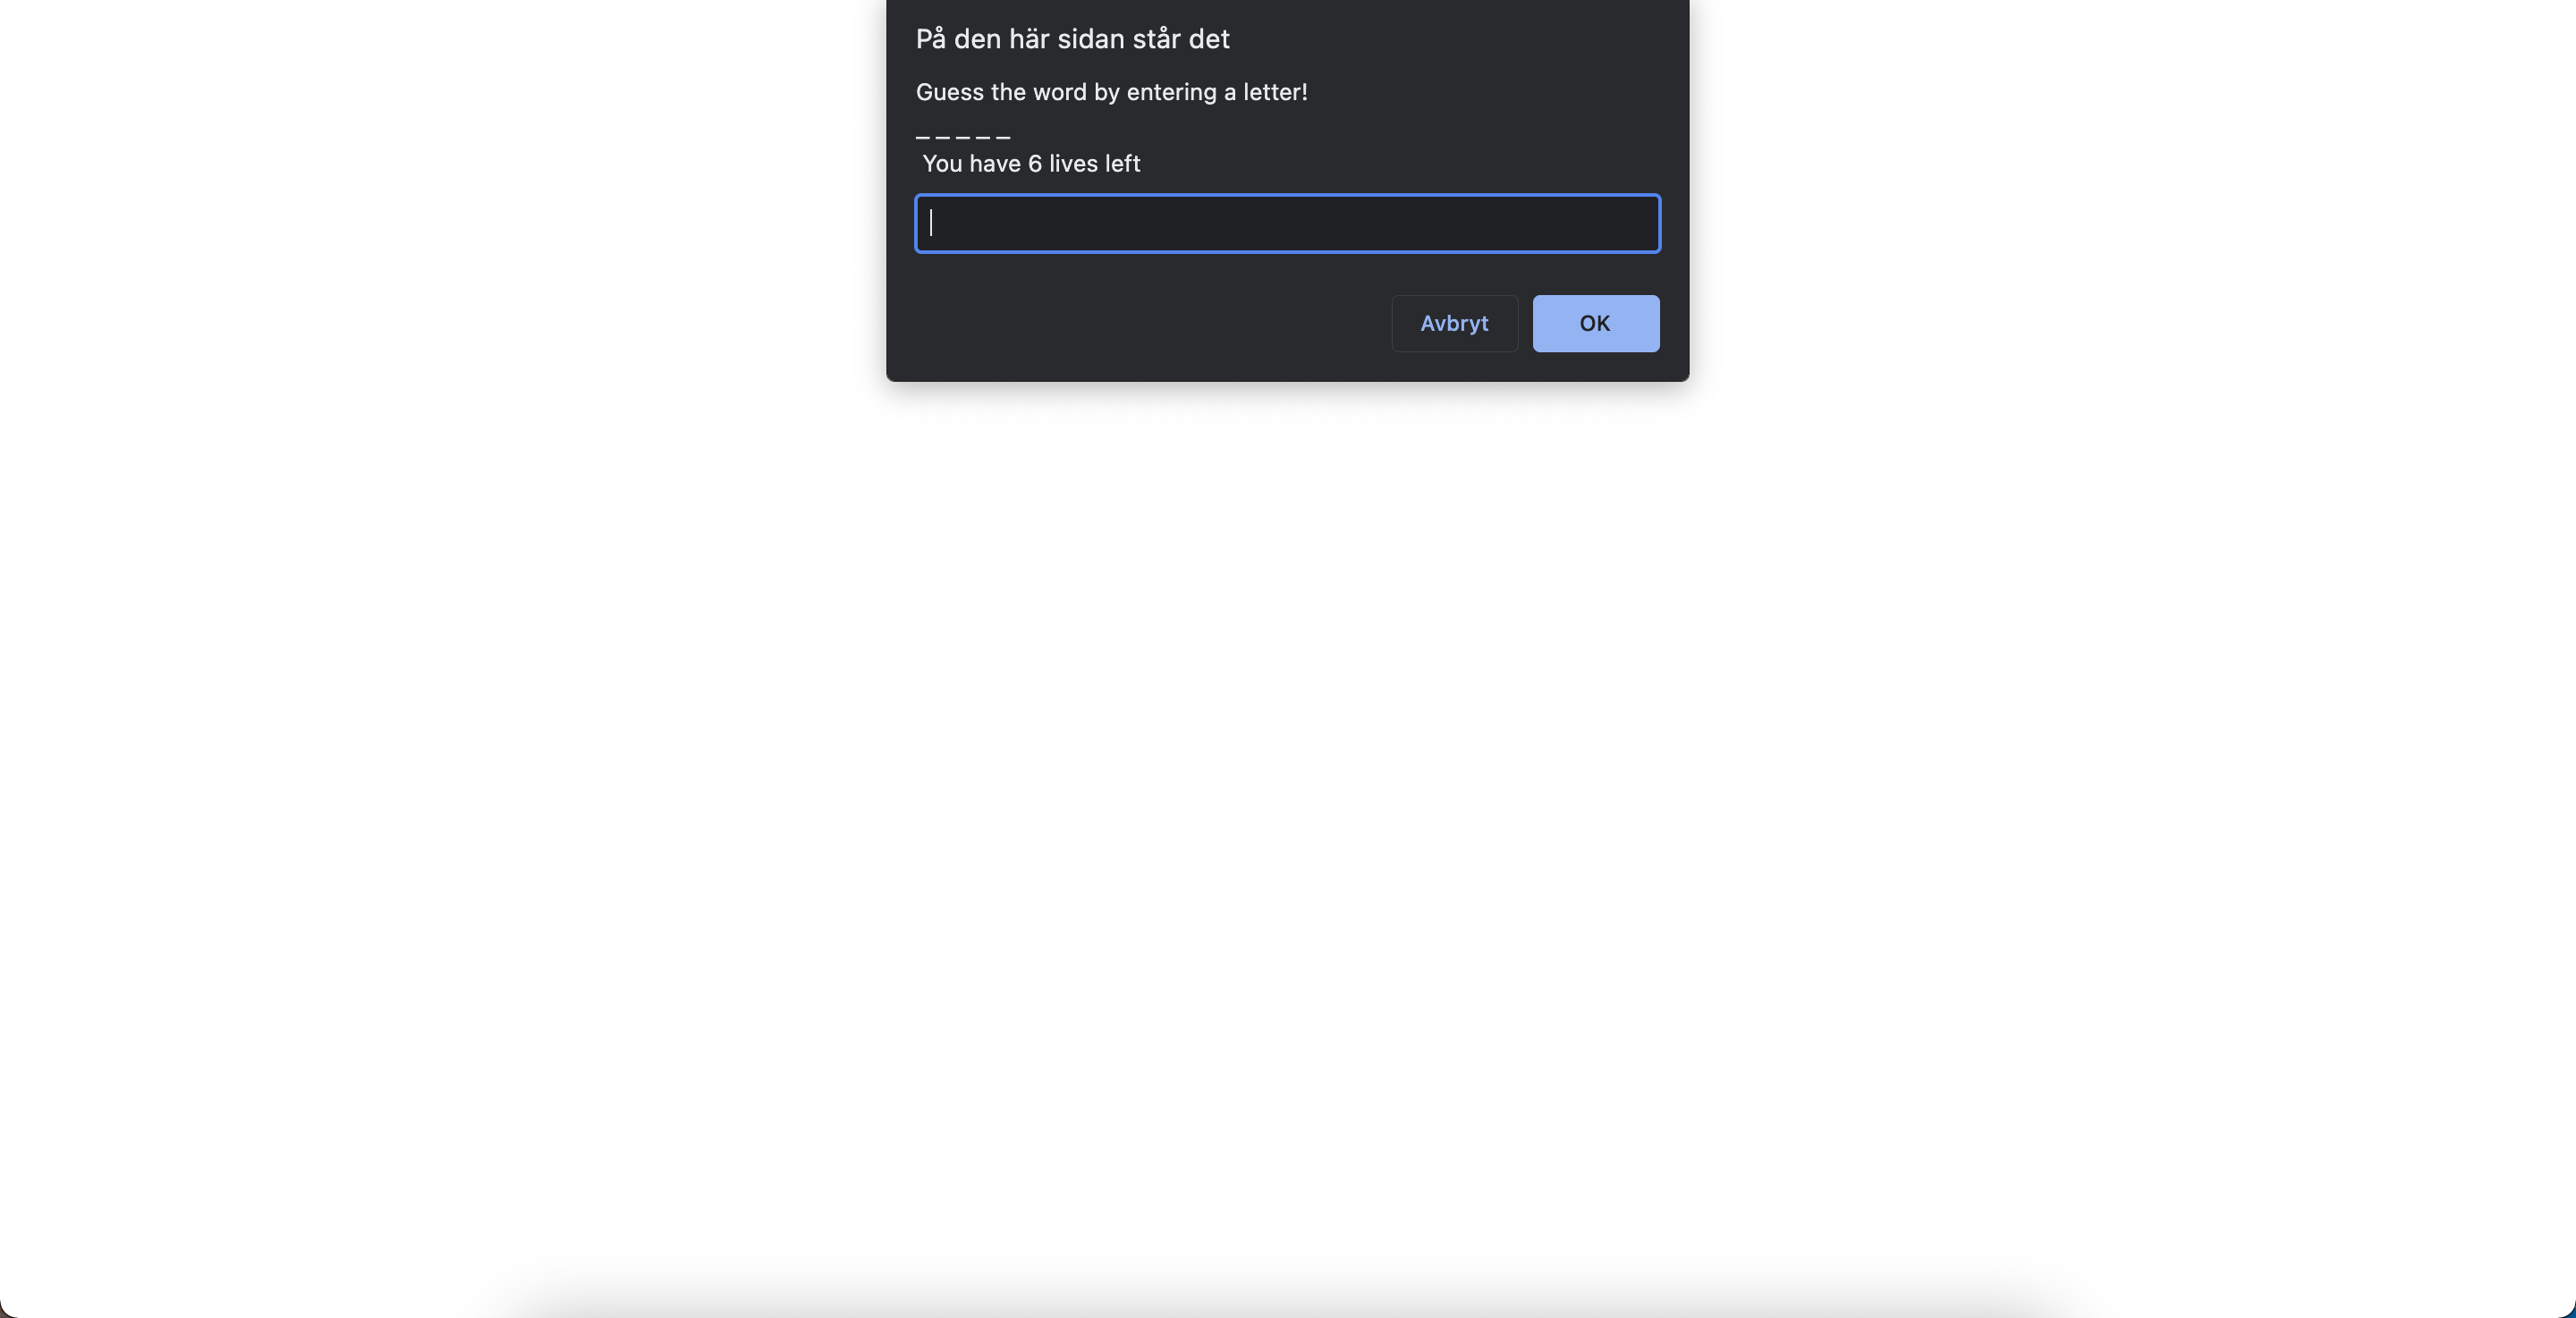 På den här sidan står det
Guess the word by entering a letter!
_ _ _ _ _
You have 6 lives left
Avbryt
OK